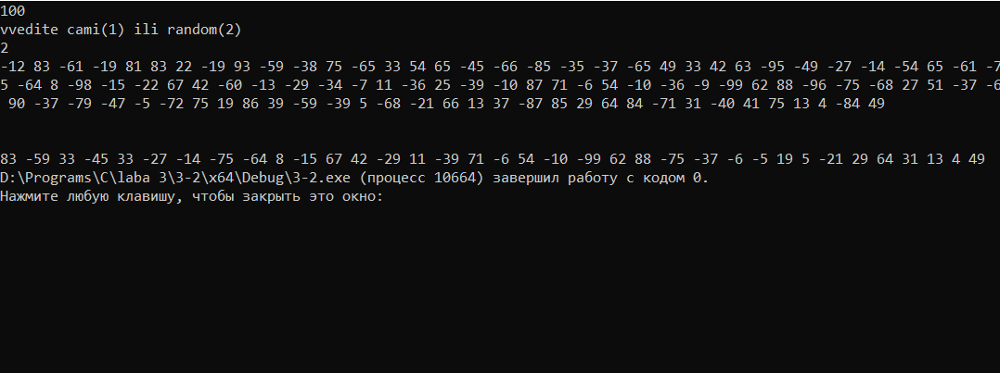 100
vvedite cami(1) ili random(2)
2
-12 83 -61 -19 81 83 22 -19 93 -59 -38 75 -65 33 54 65 -45 -66 -85 -35 -37 -65 49 33 42 63 -95 -49 -27 -14 -54 65 -61 -7
5 -64 8 -98 -15 -22 67 42 -60 -13 -29 -34 -7 11 -36 25 -39 -10 87 71 -6 54 -10 -36 -9 -99 62 88 -96 -75 -68 27 51 -37 -6
90 -37 -79 -47 -5 -72 75 19 86 39 -59 -39 5 -68 -21 66 13 37 -87 85 29 64 84 -71 31 -40 41 75 13 4 -84 49
83 -59 33 -45 33 -27 -14 -75 -64 8 -15 67 42 -29 11 -39 71 -6 54 -10 -99 62 88 -75 -37 -6 -5 19 5 -21 29 64 31 13 4 49
D:\Programs\C\laba 3\3-2\x64\Debug\3-2.exe (процесс 10664) завершил работу с кодом 0.
Нажмите любую клавишу, чтобы закрыть это окно: